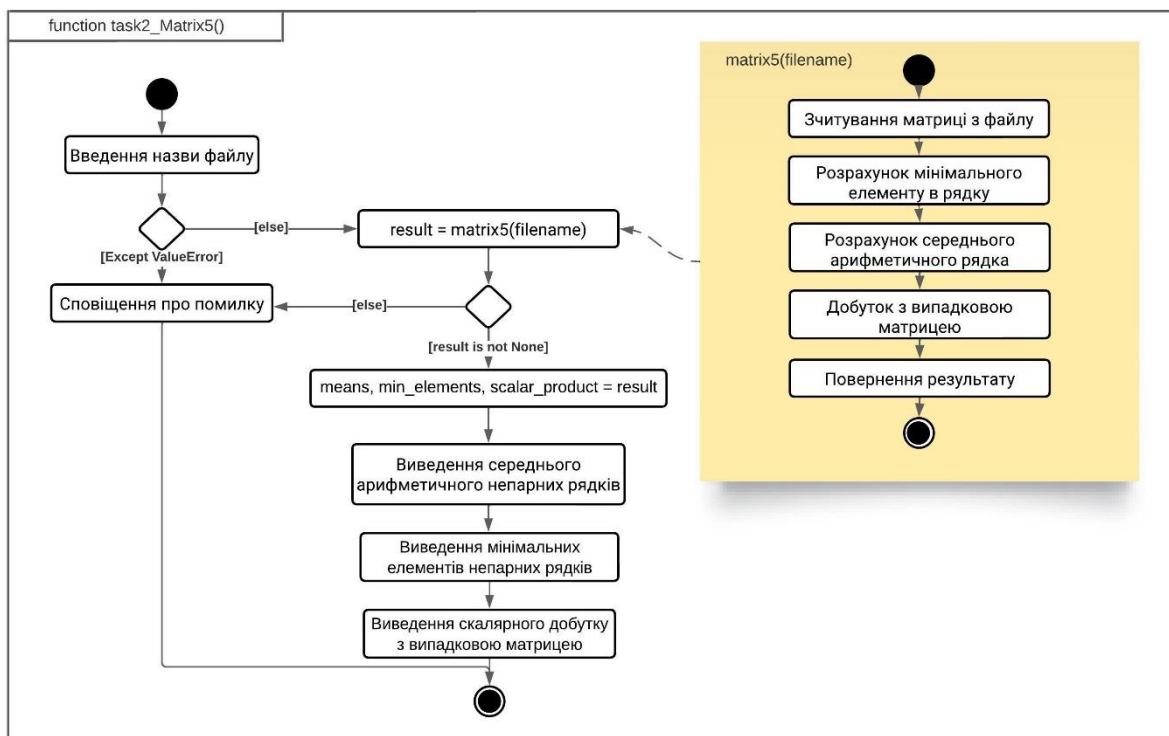 function task2_Matrix5()
Введення назви файлу
[else]
[Except ValueError]
Сповіщення про помилку
result = matrix5(filename)
[else]
[result is not None]
means, min_elements, scalar_product = result
Виведення середнього
арифметичного непарних рядків
Виведення мінімальних
елементів непарних рядків
Виведення скалярного добутку
з випадковою матрицею
matrix5(filename)
Зчитування матриці з файлу
Розрахунок мінімального
елементу в рядку
Розрахунок середнього
арифметичного рядка
Добуток з випадковою
матрицею
Повернення результату